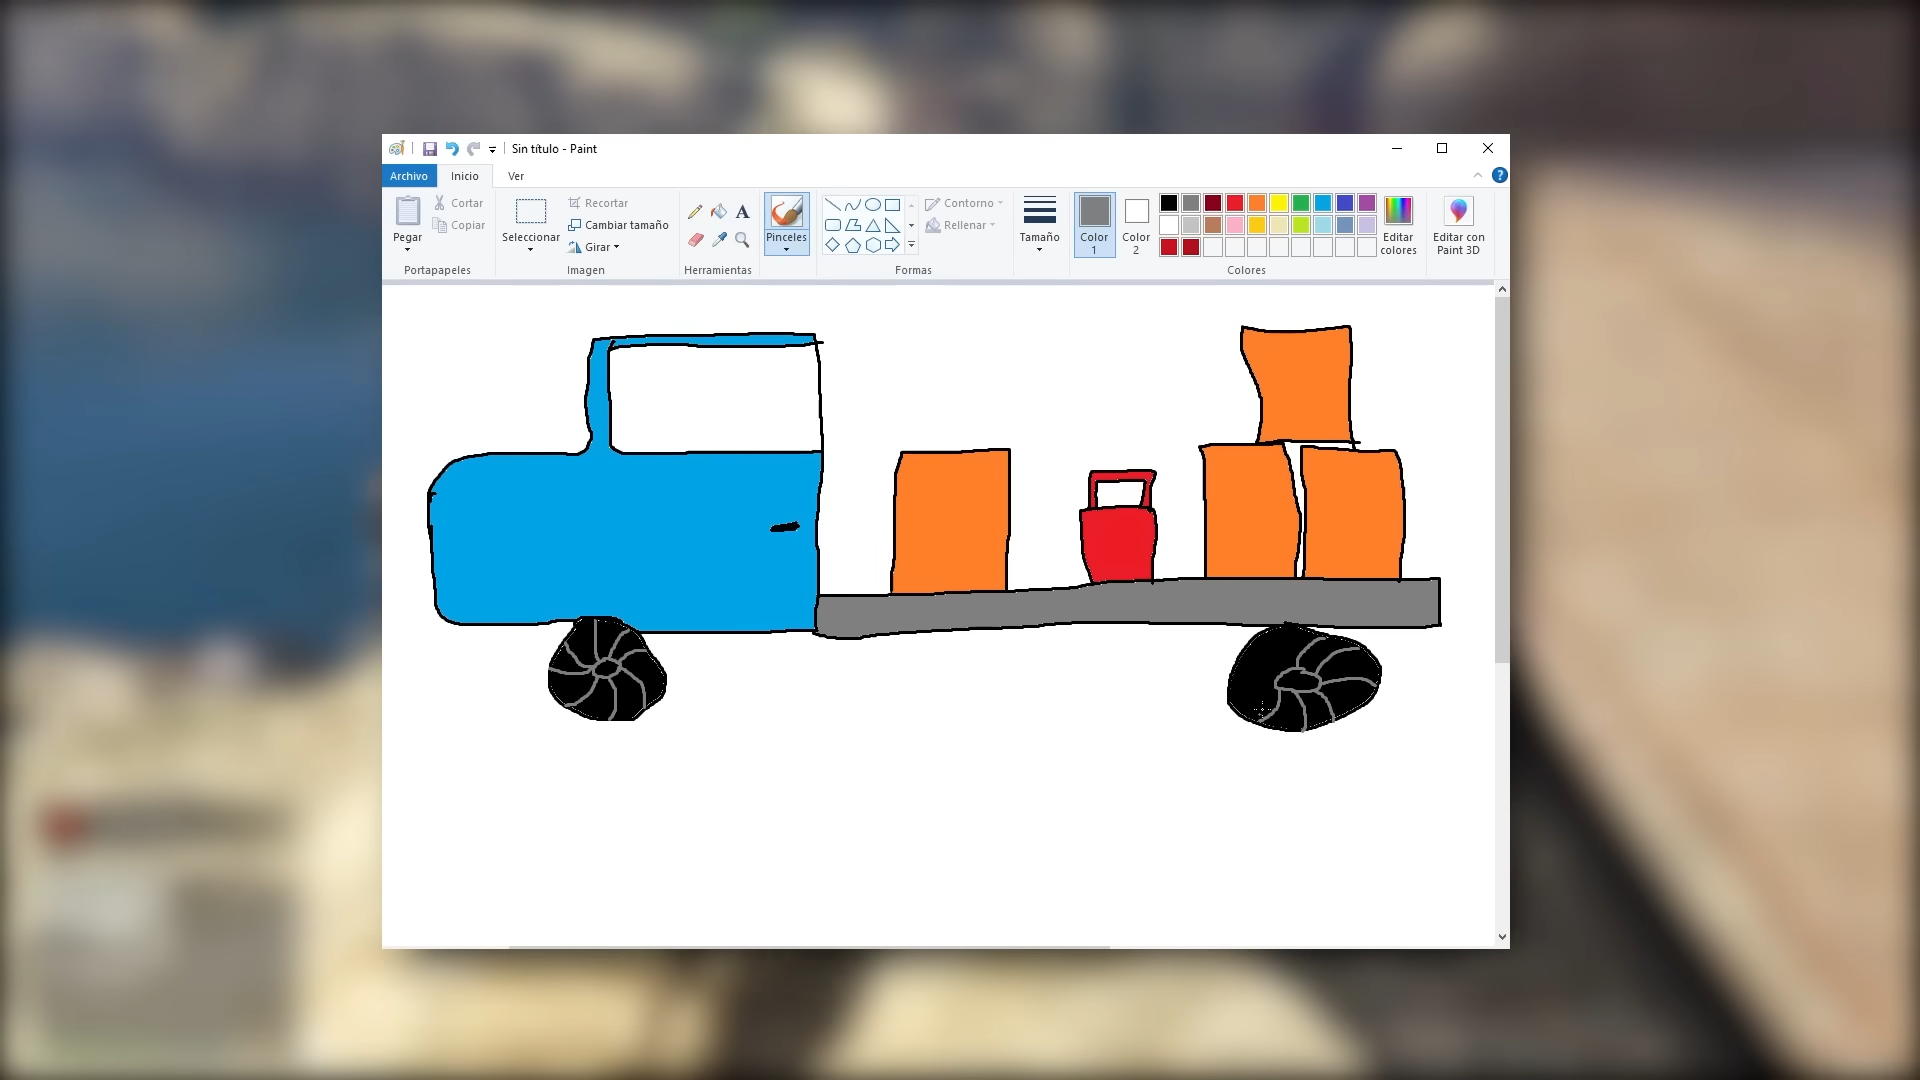 Sin título - Paint
Archivo Inicio Ver
Pegar
Cortar
Copiar
Portapapeles
Seleccionar
Recortar
Cambiar tamaño
Girar
Imagen
A
Herramientas
Pinceles
Contorno
Rellenar
Formas
Tamaño
Color
1
Color
2
Editar
colores
Colores
Editar con
Paint 3D
?